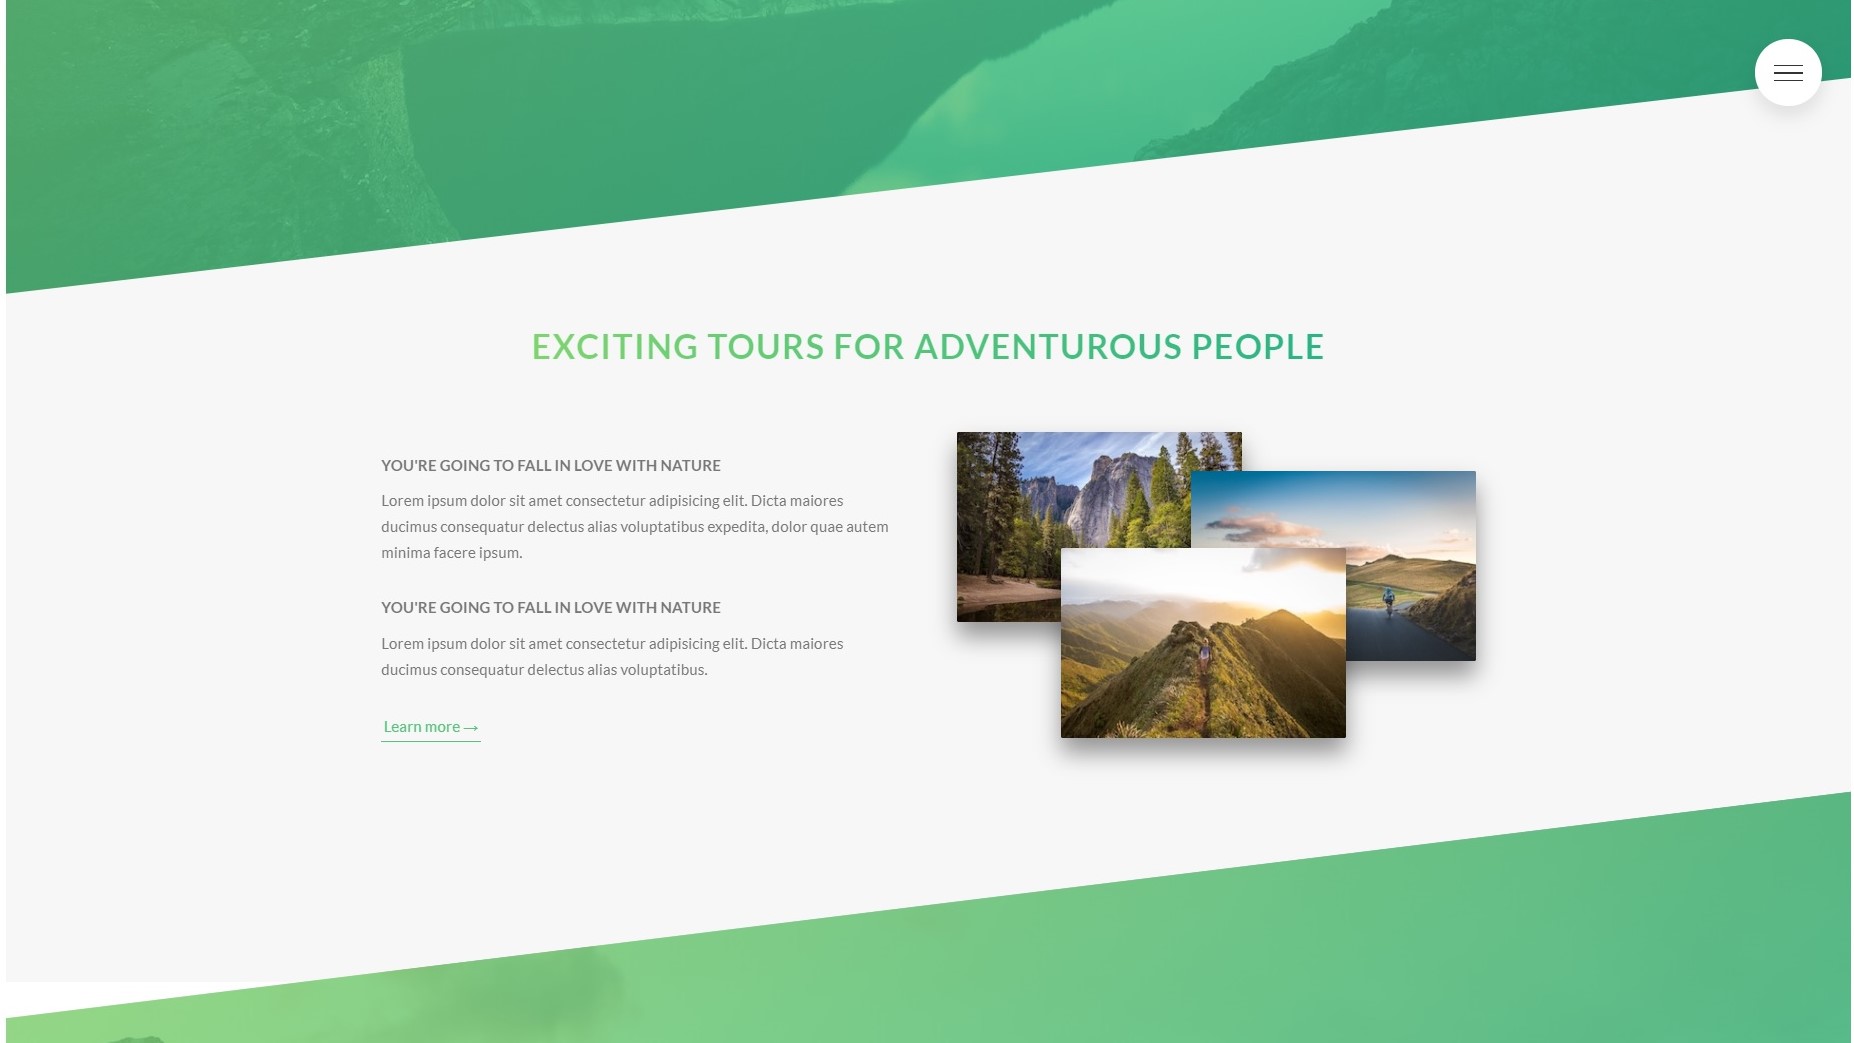 EXCITING TOURS FOR ADVENTUROUS PEOPLE
YOU'RE GOING TO FALL IN LOVE WITH NATURE
Lorem ipsum dolor sit amet consectetur adipisicing elit. Dicta maiores
ducimus consequatur delectus alias voluptatibus expedita, dolor quae autem
minima facere ipsum.
YOU'RE GOING TO FALL IN LOVE WITH NATURE
Lorem ipsum dolor sit amet consectetur adipisicing elit. Dicta maiores
ducimus consequatur delectus alias voluptatibus.
Learn more →